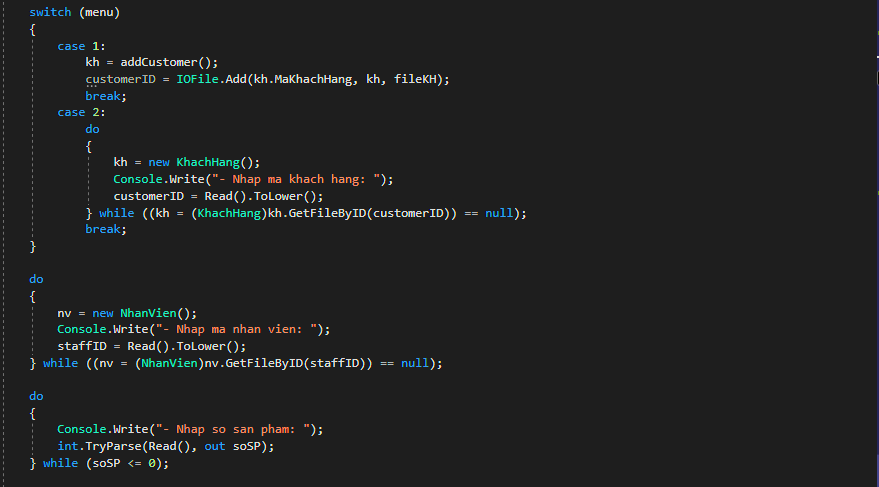 switch (menu)
{
case 1:
kh = addCustomer();
customerID = IOFile.Add(kh.MaKhachHang, kh, fileKH);
break;
case 2:
do
{
kh = new KhachHang();
Console.Write("- Nhap ma khach hang: ");
customerID = Read().ToLower();
} while ((kh = (KhachHang)kh.GetFileByID(customerID)) == null);
break;
}
do
{
nv = new NhanVien();
Console.Write("- Nhap ma nhan vien: ");
staffID = Read().ToLower();
} while ((nv = (NhanVien)nv.GetFileByID(staffID)) == null);
do
{
Console.Write("- Nhap so san pham: ");
int.TryParse(Read(), out soSP);
} while (soSP <= 0);